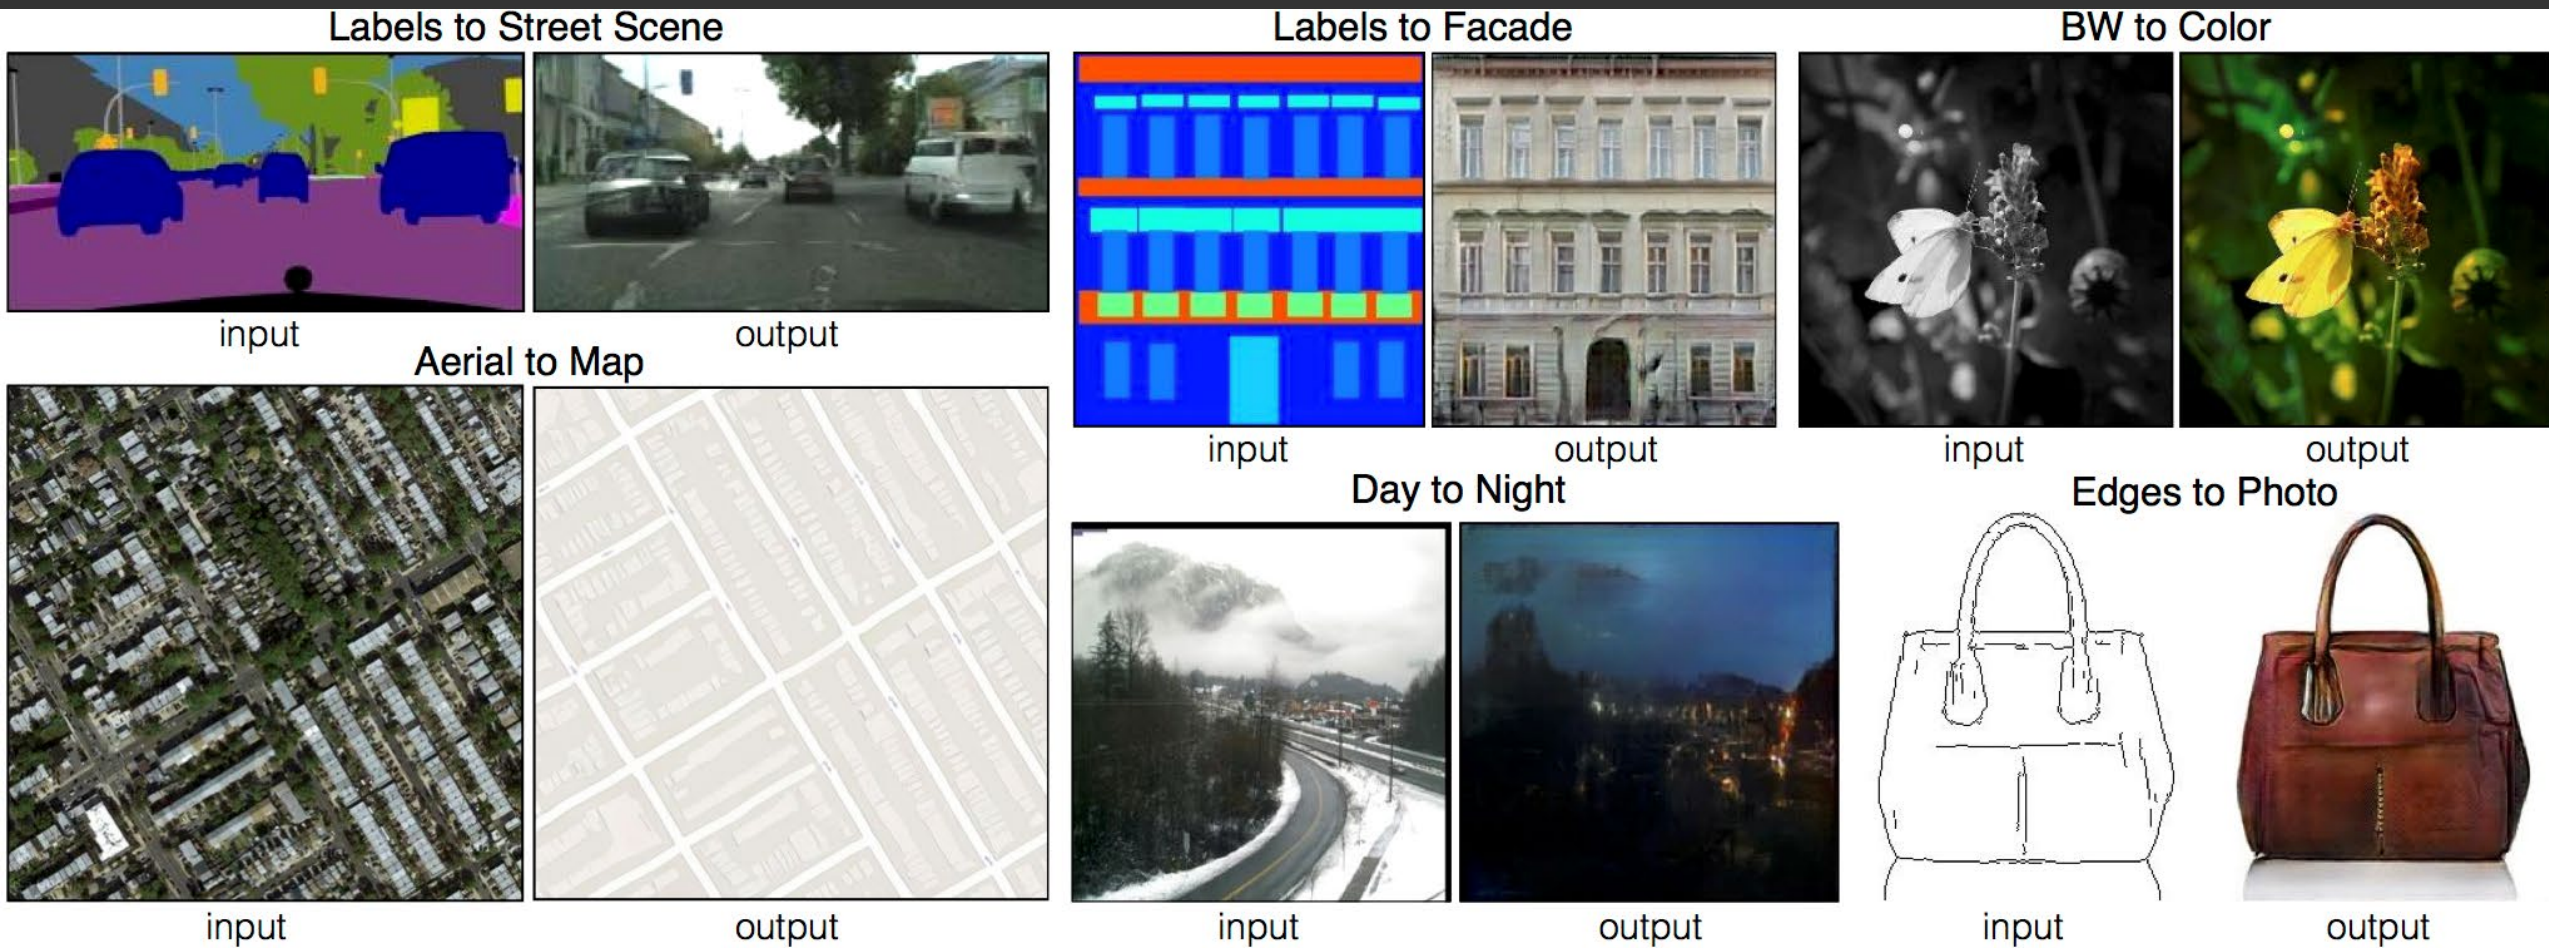 Labels to Street Scene
input
output
Aerial to Map
input
output
Labels to Facade
input
output
BW to Color
input
output
Day to Night
input
output
Edges to Photo
input
output